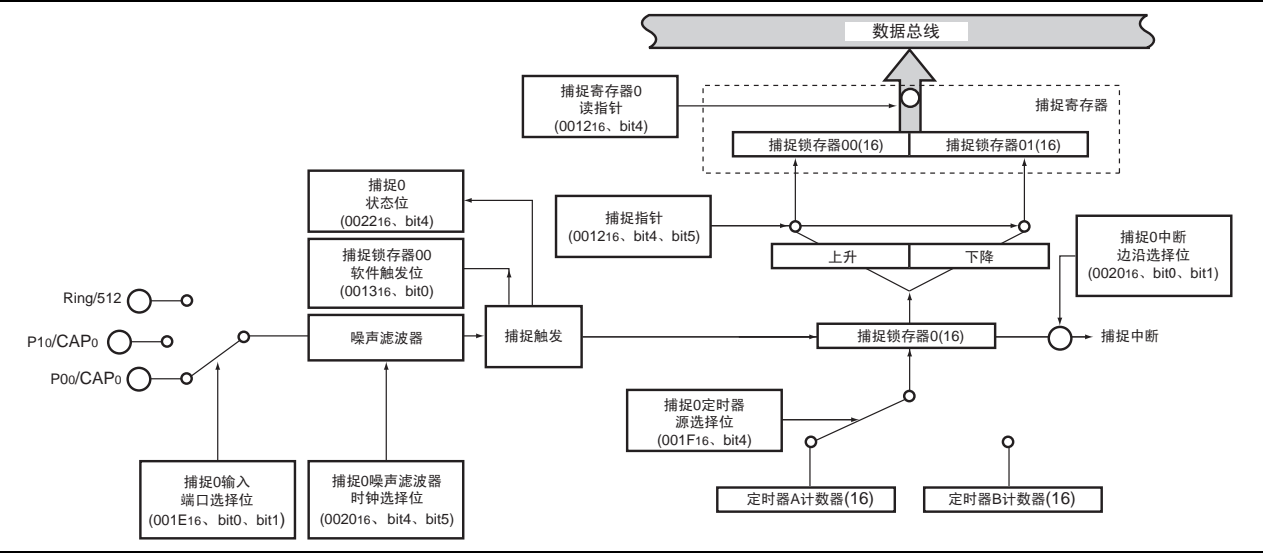 数据总线
捕捉寄存器0
读指针
(001216、bit4)
捕捉寄存器
捕捉锁存器00(16)
捕捉锁存器01(16)
捕捉0
状态位
(002216、bit4)
捕捉指针
(001216、bit4、bit5)
捕捉0中断
边沿选择位
(002016、bit0、bit1)
捕捉锁存器00
软件触发位
(001316、bit0)
上升
下降
Ring/512
P10/CAP0
P00/CAP0
噪声滤波器
捕捉触发
捕捉锁存器0(16)
捕捉中断
捕捉0定时器
源选择位
(001F16、bit4)
捕捉0输入
端口选择位
(001E16、bit0、bit1)
捕捉0噪声滤波器
时钟选择位
(002016、bit4、bit5)
定时器A计数器(16)
定时器B计数器(16)